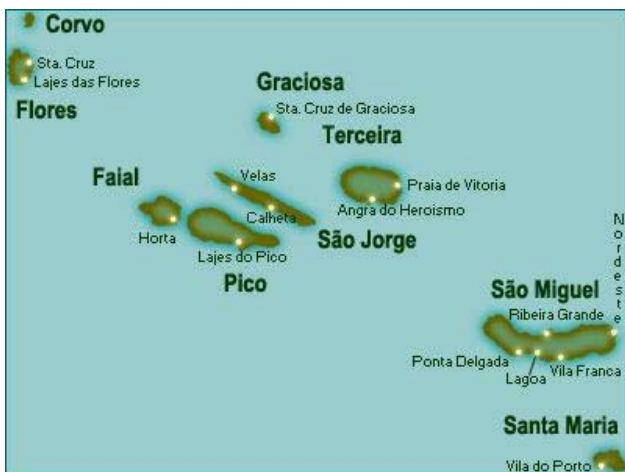 Corvo
Sta. Cruz
Lajes das Flores
Flores
Graciosa
Sta. Cruz de Graciosa
Terceira
Velas
Faial
Praia de Vitoria
Angra do Heroismo
Calheta
Horta
São Jorge
Lajes do Pico
Pico
Nordeste
São Miguel
Ribeira Grande
Ponta Delgada
Lagoa
Vila Franca
Santa Maria
Vila do Porto